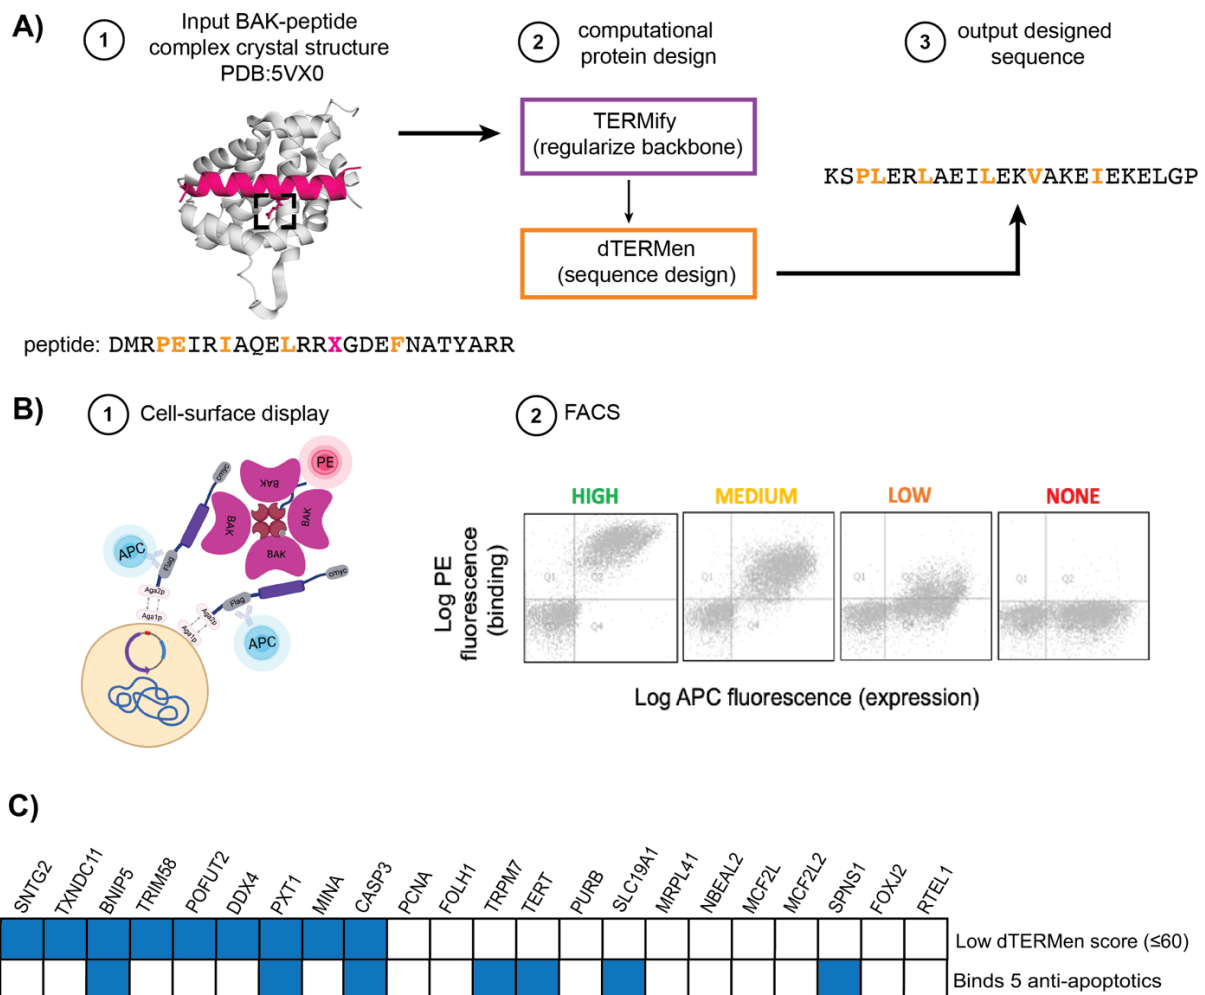 A)
1
Input BAK-peptide
complex crystal structure
PDB:5VX0
2
computational
protein design
3
output designed
sequence
TERMify
(regularize backbone)
dTERMen
(sequence design)
KSPLERLAEILEKVAKEIEKELGP
peptide: DMRPEIRIAQELRRXGDEFNATYARR
B)
1
Cell-surface display
2
FACS
cmyc
PE
BAK
BAK
BAK
BAK
APC
Flag
Aga2p
Aga1p
cmyc
Flag
Aga2p
Aga1p
APC
HIGH
MEDIUM
LOW
NONE
Log PE
fluorescence
(binding)
Q1
Q2
Q4
Q1
Q1
Q2
Q1
Q2
Log APC fluorescence (expression)
C)
SNTG2
TXNDC11
BNIP5
TRIM58
POFUT2
DDX4
PXT1
MINA
CASP3
PCNA
FOLH1
TRPM7
TERT
PURB
SLC19A1
MRPL41
NBEAL2
MCF2L
MCF2L2
SPNS1
FOXJ2
RTEL1
Low dTERMen score (≤60)
Binds 5 anti-apoptotics